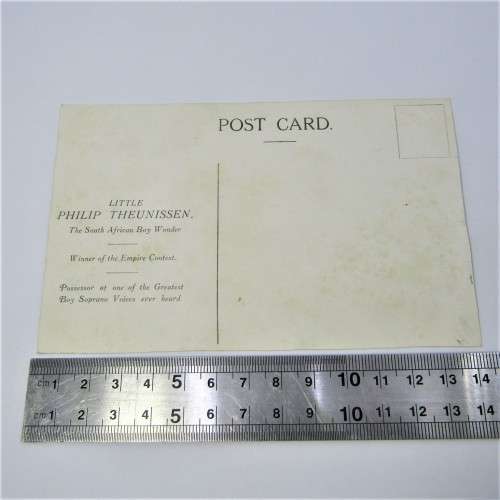 POST CARD.
LITTLE
PHILIP THEUNISSEN,
The South African Boy Wonder
Winner of the Empire Contest.
Possessor ot one of the Greatest
Boy Soprano Voices ever heard
cm 1 2 3 4 5 6 7 8 9 10 11 12 13 14
cm 1 2 3 4 5 6 7 8 9 10 11 12 13 14